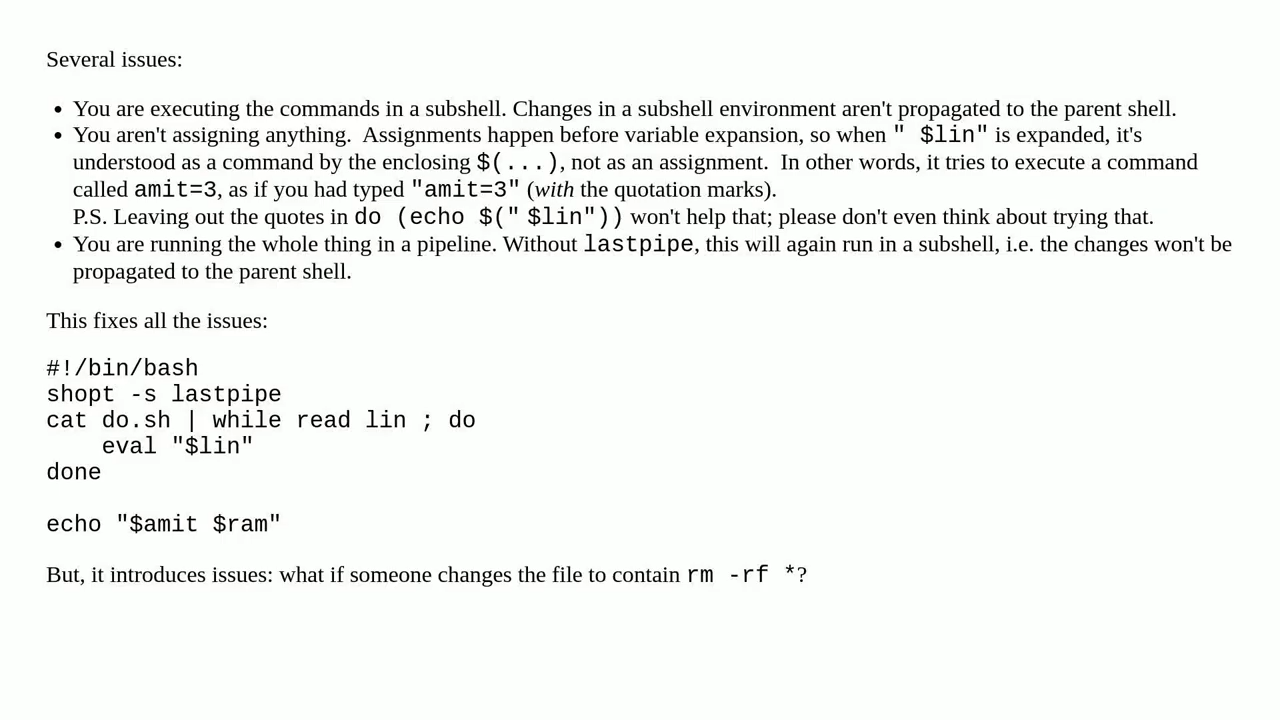 Several issues:
• You are executing the commands in a subshell. Changes in a subshell environment aren't propagated to the parent shell.
• You aren't assigning anything.  Assignments happen before variable expansion, so when " $lin" is expanded, it's
understood as a command by the enclosing $(...), not as an assignment.  In other words, it tries to execute a command
called amit=3, as if you had typed "amit=3" (with the quotation marks).
P.S. Leaving out the quotes in do (echo $(" $lin")) won't help that; please don't even think about trying that.
• You are running the whole thing in a pipeline. Without lastpipe, this will again run in a subshell, i.e. the changes won't be
propagated to the parent shell.
This fixes all the issues:
#!/bin/bash
shopt -s lastpipe
cat do.sh | while read lin ; do
    eval "$lin"
done
echo "$amit $ram"
But, it introduces issues: what if someone changes the file to contain rm -rf *?